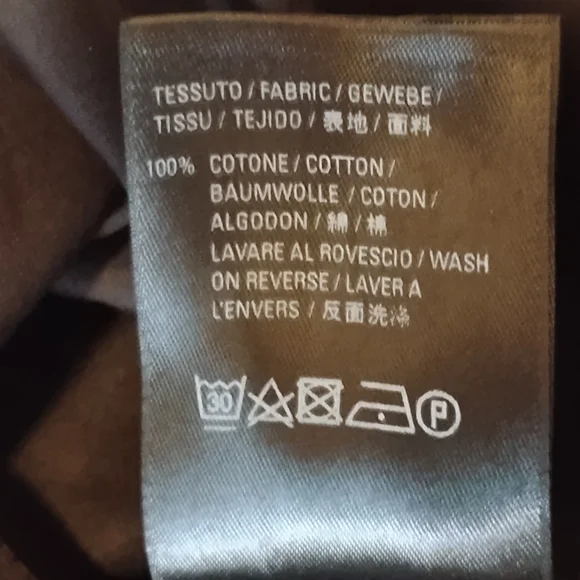 TESSUTO / FABRIC / GEWEBE /
TISSU / TEJIDO / 表地 / 面料
100% COTONE / COTTON /
BAUMWOLLE / COTON /
ALGODON / 綿 / 棉
LAVARE AL ROVESCIO / WASH
ON REVERSE / LAVER A
L'ENVERS / 反面洗涤
30 P